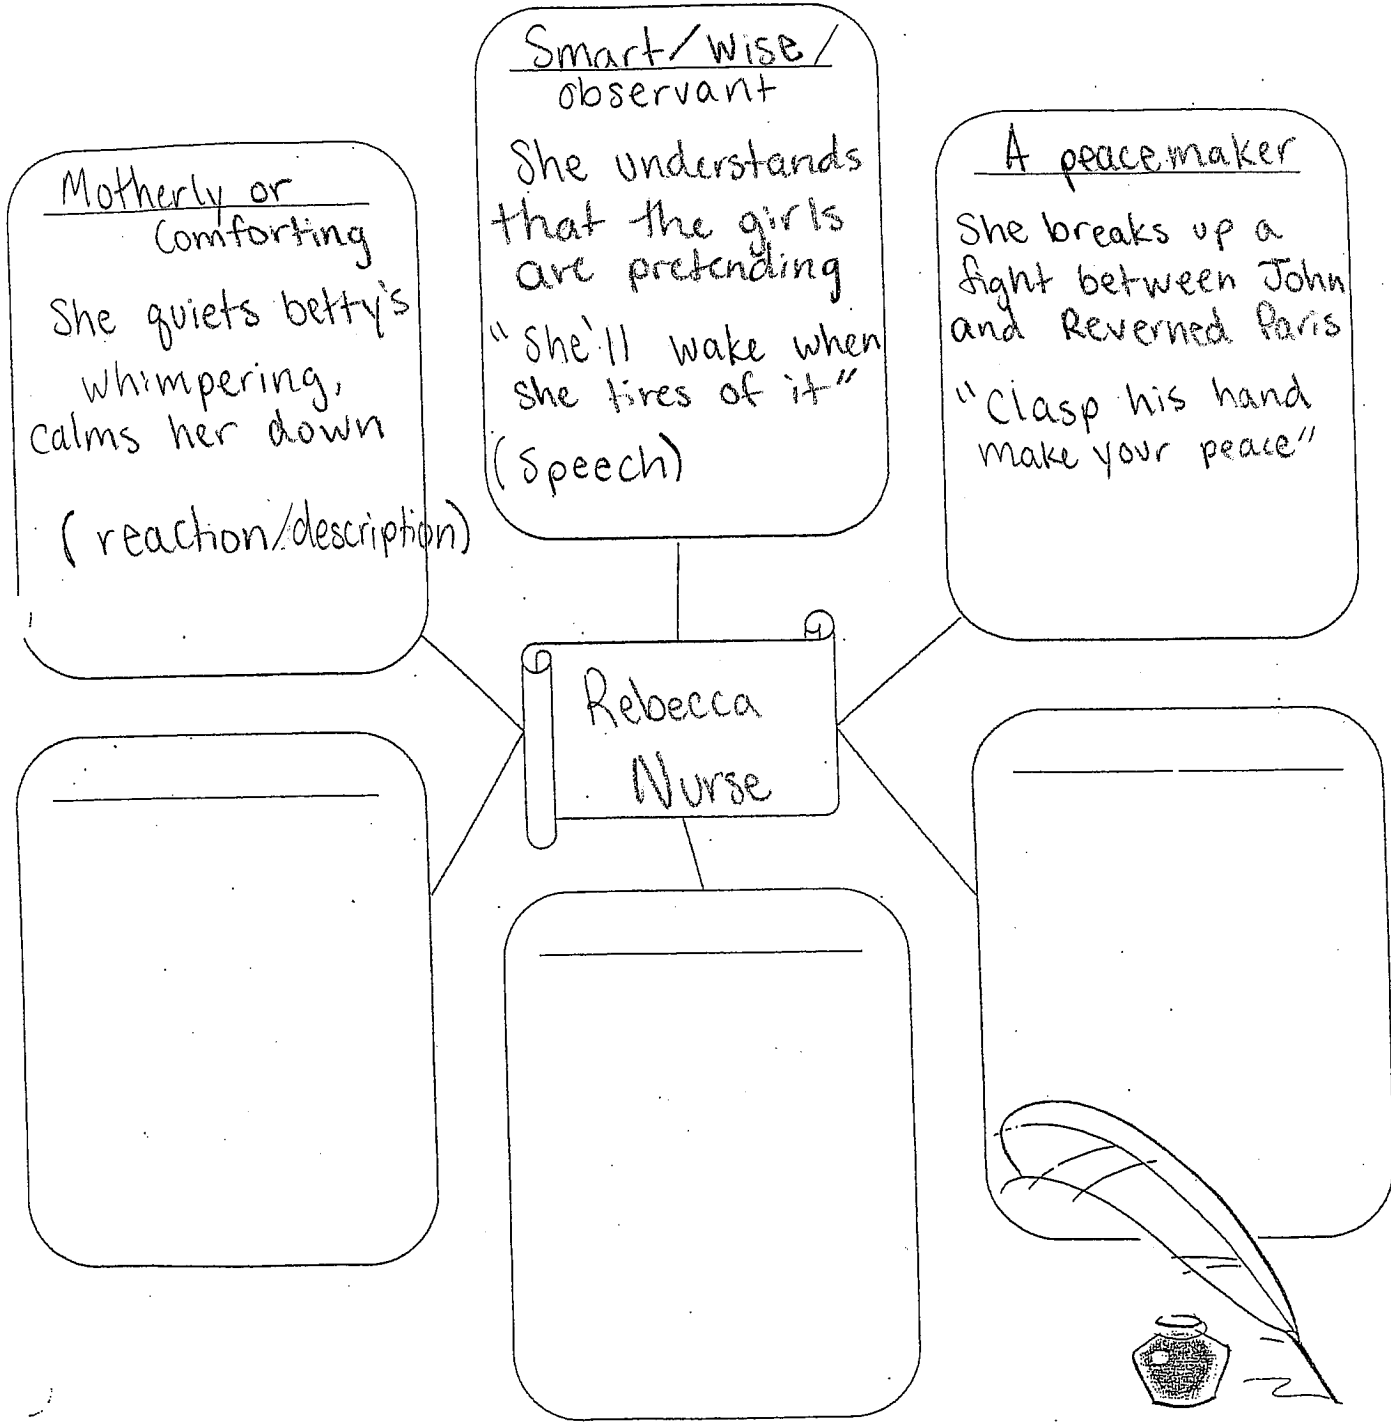 Smart/wise/
observant
She understands
that the girls
are pretending
"She'll wake when
she tires of it"
(speech)
A peacemaker
She breaks up a
fight between John
and Reverned Paris
"Clasp his hand
make your peace"
Motherly or
Comforting
She quiets betty's
whimpering,
calms her down
(reaction/description)
Rebecca
Nurse